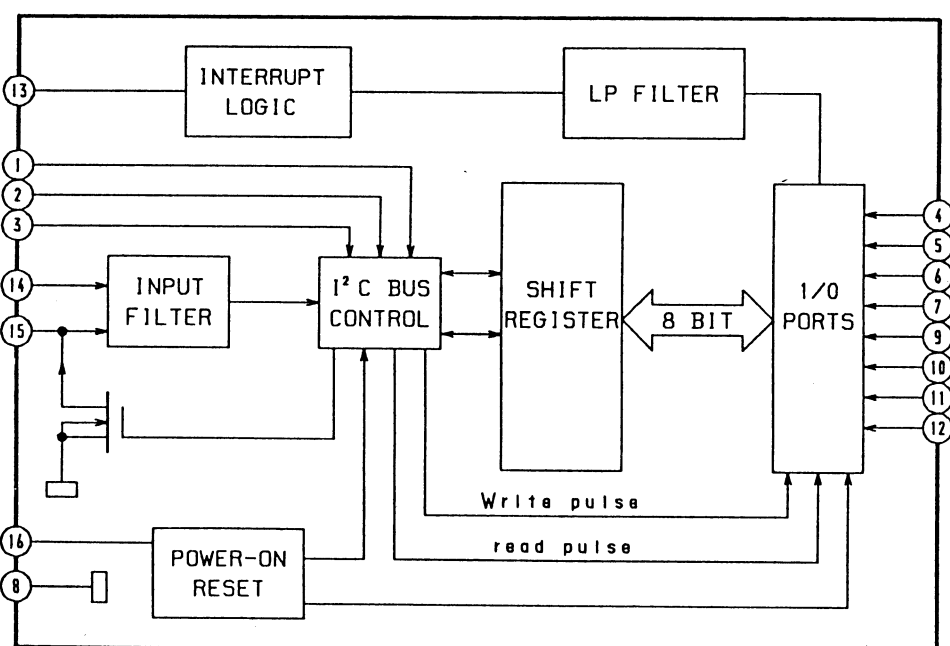 13
INTERRUPT
LOGIC
LP FILTER
1
2
3
14
15
INPUT
FILTER
I² C BUS
CONTROL
SHIFT
REGISTER
8 BIT
I/O
PORTS
4
5
6
7
9
10
11
12
Write pulse
read pulse
16
8
POWER-ON
RESET